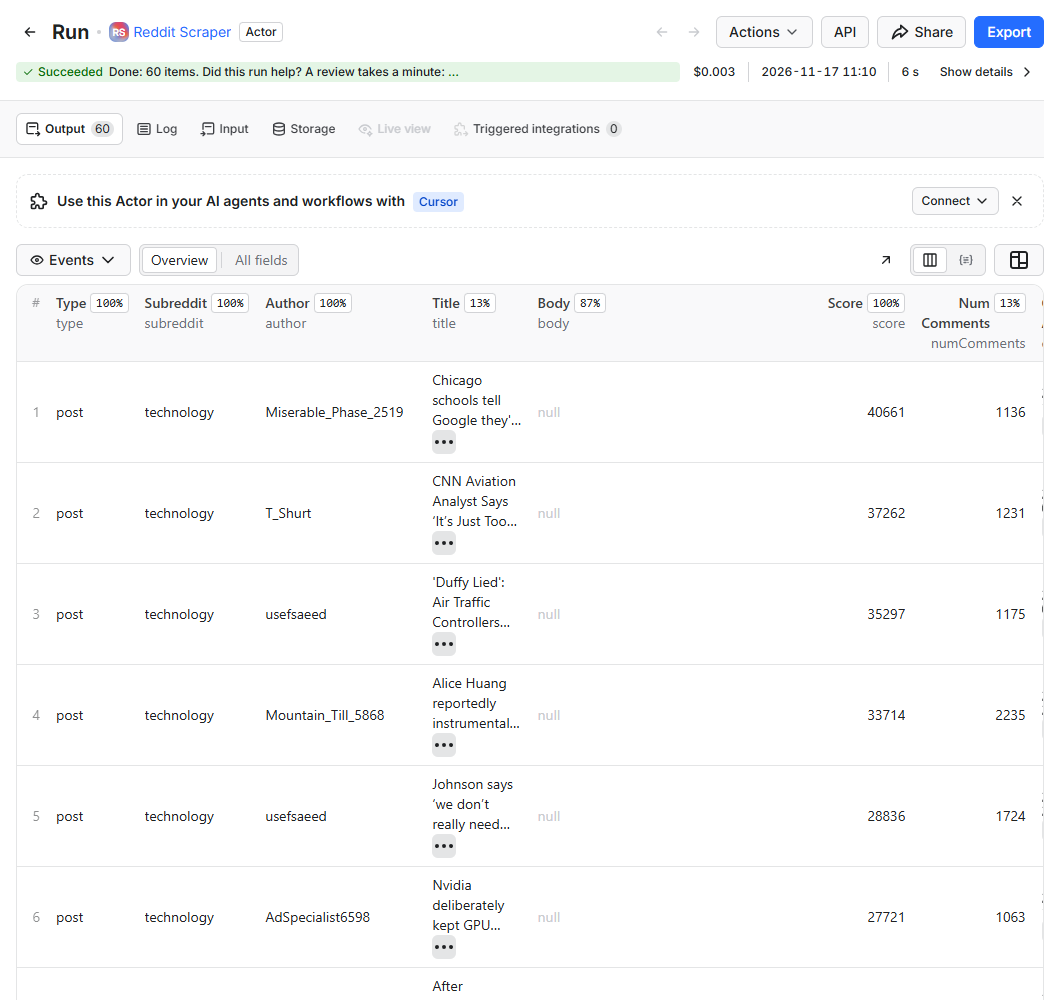 Run • RS Reddit Scraper Actor
Actions API Share Export
Succeeded Done: 60 items. Did this run help? A review takes a minute: ... $0.003 2026-11-17 11:10 6 s Show details
Output 60 Log Input Storage Live view Triggered integrations 0
Use this Actor in your AI agents and workflows with Cursor Connect
Events Overview All fields
# Type 100% Subreddit 100% Author 100% Title 13% Body 87% Score 100% Num 13%
Comments
type subreddit author title body score numComments
1 post technology Miserable_Phase_2519 Chicago
schools tell
Google they'... null 40661 1136
2 post technology T_Shurt CNN Aviation
Analyst Says
‘It’s Just Too... null 37262 1231
3 post technology usefsaeed 'Duffy Lied':
Air Traffic
Controllers... null 35297 1175
4 post technology Mountain_Till_5868 Alice Huang
reportedly
instrumental... null 33714 2235
5 post technology usefsaeed Johnson says
‘we don’t
really need... null 28836 1724
6 post technology AdSpecialist6598 Nvidia
deliberately
kept GPU... null 27721 1063
After